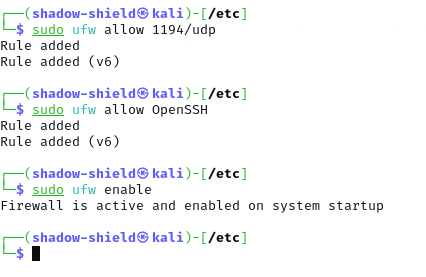 ┌──(shadow-shield㉿kali)-[/etc]
└─$ sudo ufw allow 1194/udp
Rule added
Rule added (v6)
┌──(shadow-shield㉿kali)-[/etc]
└─$ sudo ufw allow OpenSSH
Rule added
Rule added (v6)
┌──(shadow-shield㉿kali)-[/etc]
└─$ sudo ufw enable
Firewall is active and enabled on system startup
┌──(shadow-shield㉿kali)-[/etc]
└─$